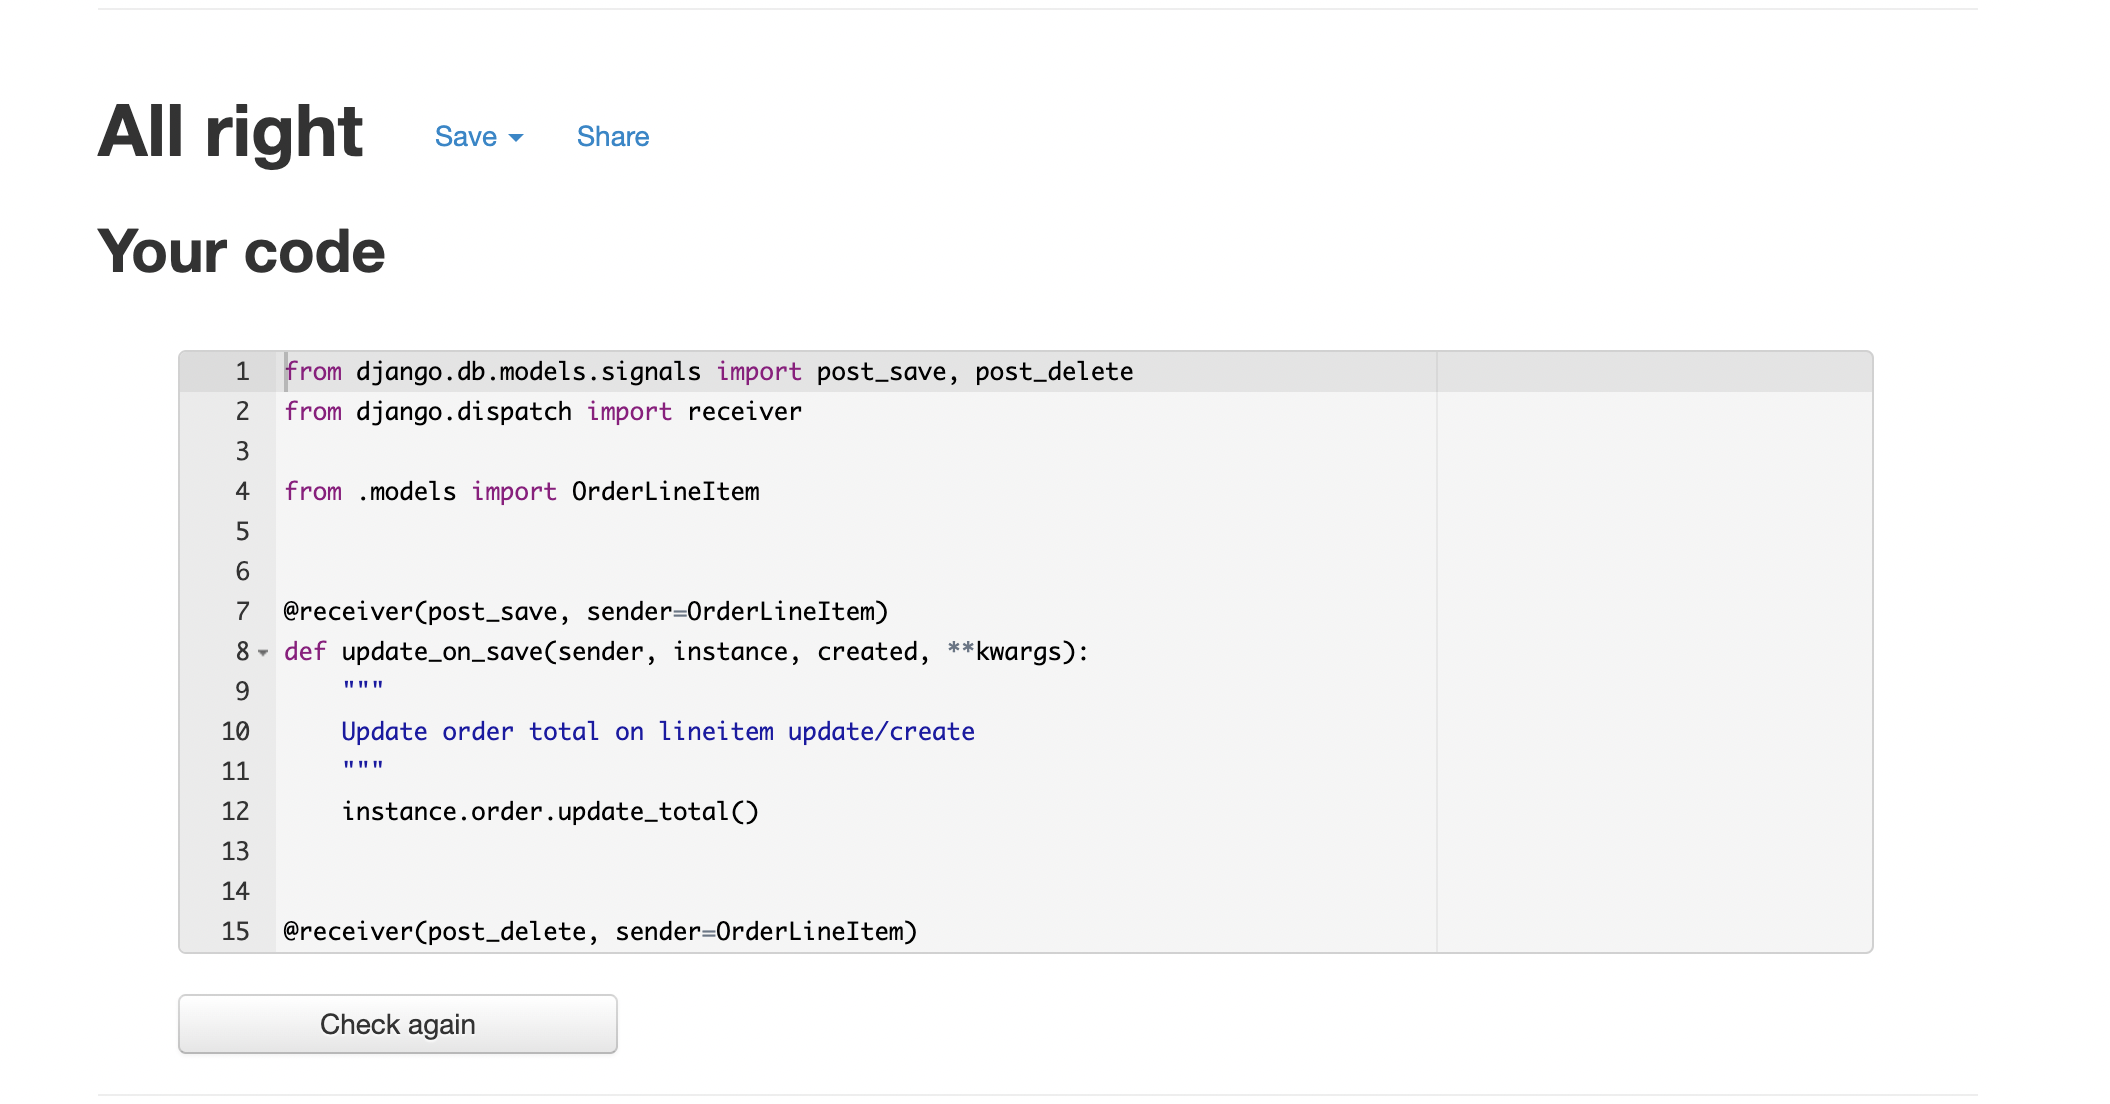 All right Save Share
Your code
1 from django.db.models.signals import post_save, post_delete
2 from django.dispatch import receiver
3
4 from .models import OrderLineItem
5
6
7 @receiver(post_save, sender=OrderLineItem)
8 def update_on_save(sender, instance, created, **kwargs):
9     """
10     Update order total on lineitem update/create
11     """
12     instance.order.update_total()
13
14
15 @receiver(post_delete, sender=OrderLineItem)
Check again